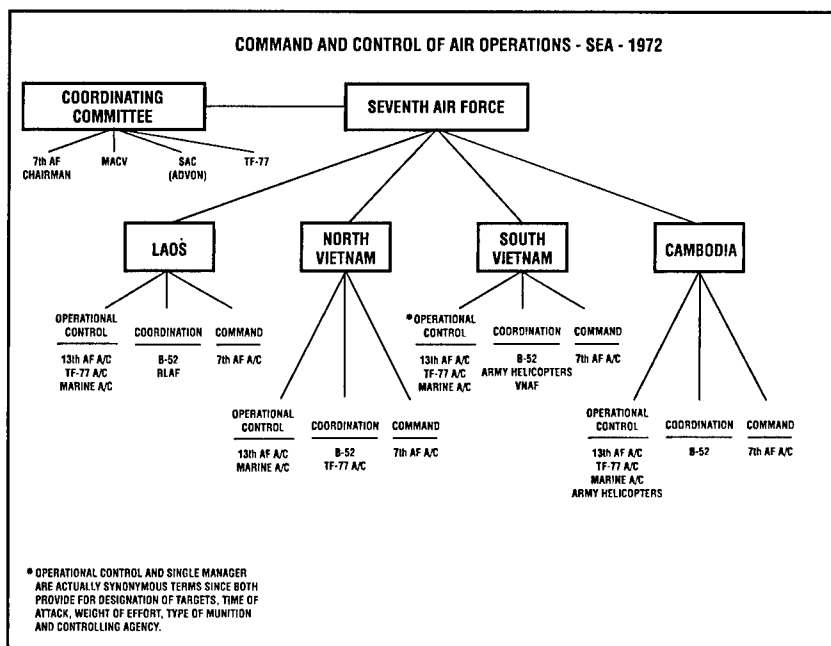 COMMAND AND CONTROL OF AIR OPERATIONS - SEA - 1972
COORDINATING
COMMITTEE
SEVENTH AIR FORCE
7th AF
CHAIRMAN
MACV
SAC
(ADVON)
TF-77
LAOS
NORTH
VIETNAM
SOUTH
VIETNAM
CAMBODIA
OPERATIONAL
CONTROL
13th AF A/C
TF-77 A/C
MARINE A/C
COORDINATION
B-52
RLAF
COMMAND
7th AF A/C
OPERATIONAL
CONTROL
13th AF A/C
MARINE A/C
COORDINATION
B-52
TF-77 A/C
COMMAND
7th AF A/C
* OPERATIONAL
CONTROL
13th AF A/C
TF-77 A/C
MARINE A/C
COORDINATION
B-52
ARMY HELICOPTERS
VNAF
COMMAND
7th AF A/C
OPERATIONAL
CONTROL
13th AF A/C
TF-77 A/C
MARINE A/C
ARMY HELICOPTERS
COORDINATION
B-52
COMMAND
7th AF A/C
* OPERATIONAL CONTROL AND SINGLE MANAGER
ARE ACTUALLY SYNONYMOUS TERMS SINCE BOTH
PROVIDE FOR DESIGNATION OF TARGETS, TIME OF
ATTACK, WEIGHT OF EFFORT, TYPE OF MUNITION
AND CONTROLLING AGENCY.